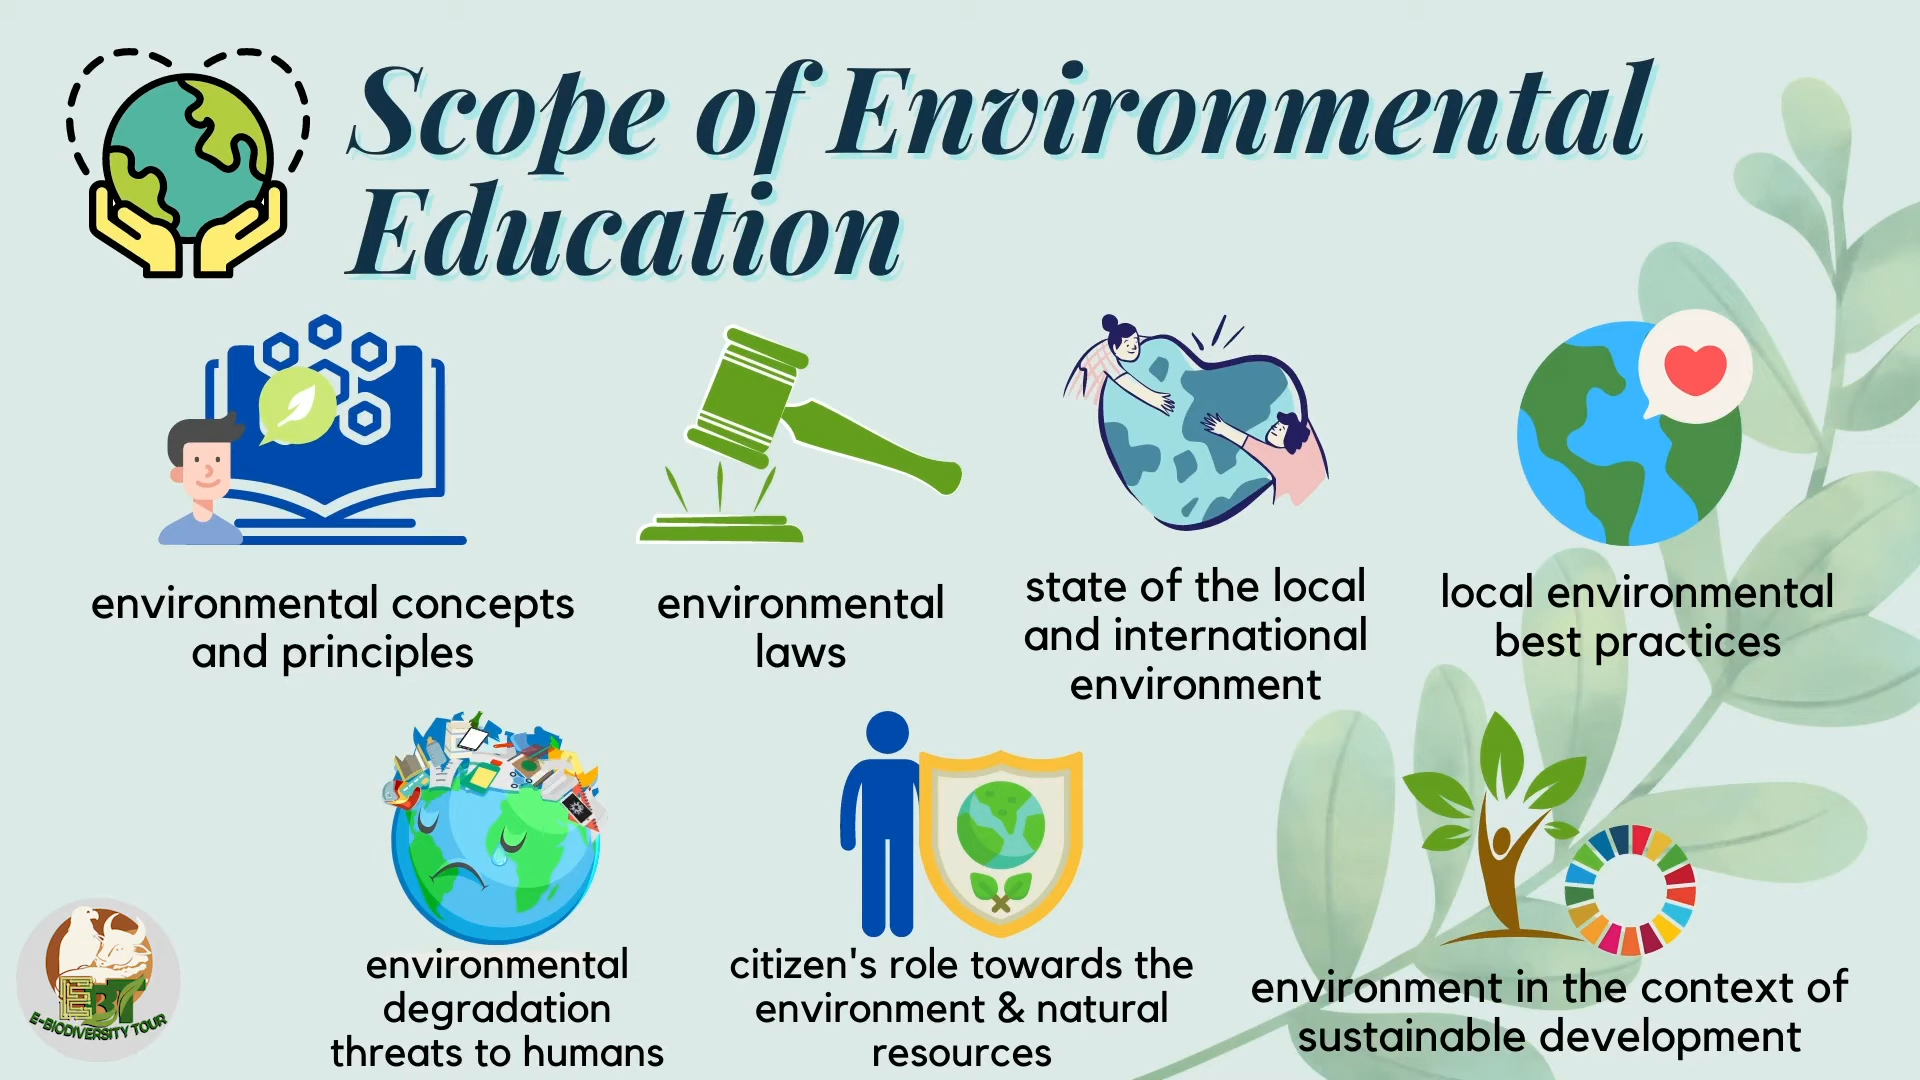 Scope of Environmental
Education
environmental concepts
and principles
environmental
laws
state of the local
and international
environment
local environmental
best practices
environmental
degradation
threats to humans
citizen's role towards the
environment & natural
resources
environment in the context of
sustainable development
EBT
E-BIODIVERSITY TOUR